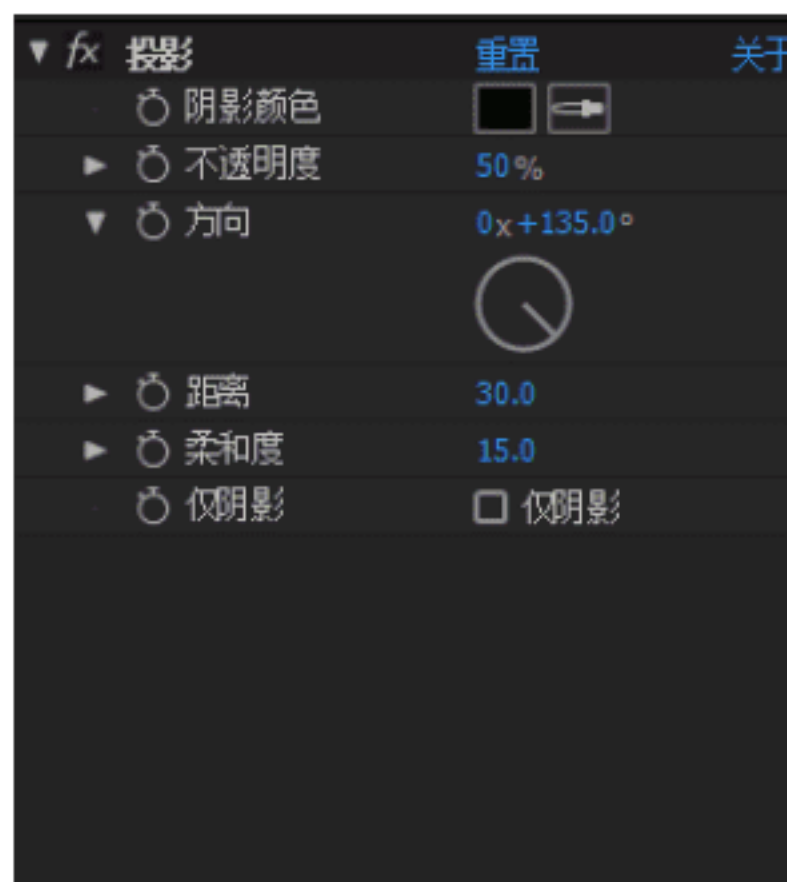 fx 投影 重置 关于
阴影颜色
不透明度 50%
方向 0x+135.0°
距离 30.0
柔和度 15.0
仅阴影 仅阴影